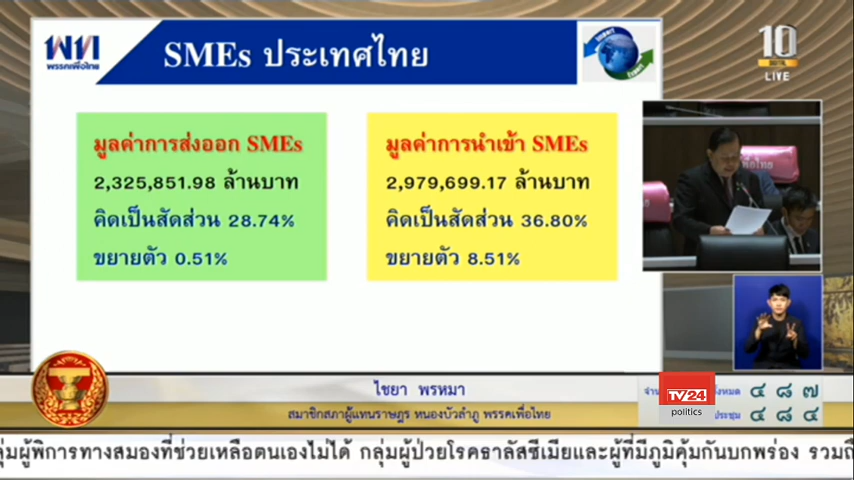 พท
พรรคเพื่อไทย
SMEs ประเทศไทย
10
LIVE
มูลค่าการส่งออก SMEs
2,325,851.98 ล้านบาท
คิดเป็นสัดส่วน 28.74%
ขยายตัว 0.51%
มูลค่าการนำเข้า SMEs
2,979,699.17 ล้านบาท
คิดเป็นสัดส่วน 36.80%
ขยายตัว 8.51%
ไชยา พรหมา
สมาชิกสภาผู้แทนราษฎร หนองบัวลำภู พรรคเพื่อไทย
๔๘๗
TV24
politics
ประชุม ๔๘๔
ผู้พิการทางสมองที่ช่วยเหลือตนเองไม่ได้ กลุ่มผู้ป่วยโรคธาลัสซีเมียและผู้ที่มีภูมิคุ้มกันบกพร่อง